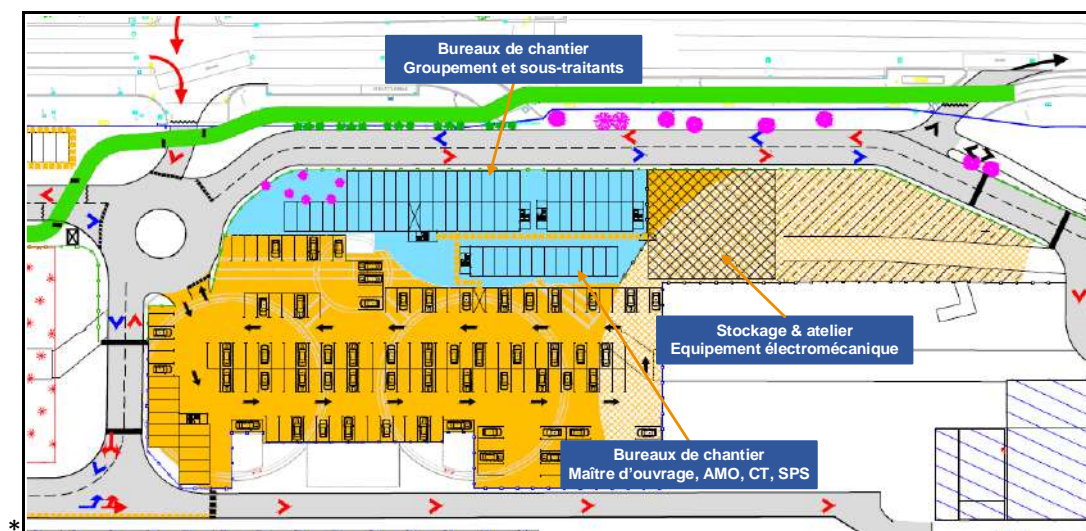 Bureaux de chantier
Groupement et sous-traitants
Stockage & atelier
Equipement électromécanique
Bureaux de chantier
Maître d'ouvrage, AMO, CT, SPS
*